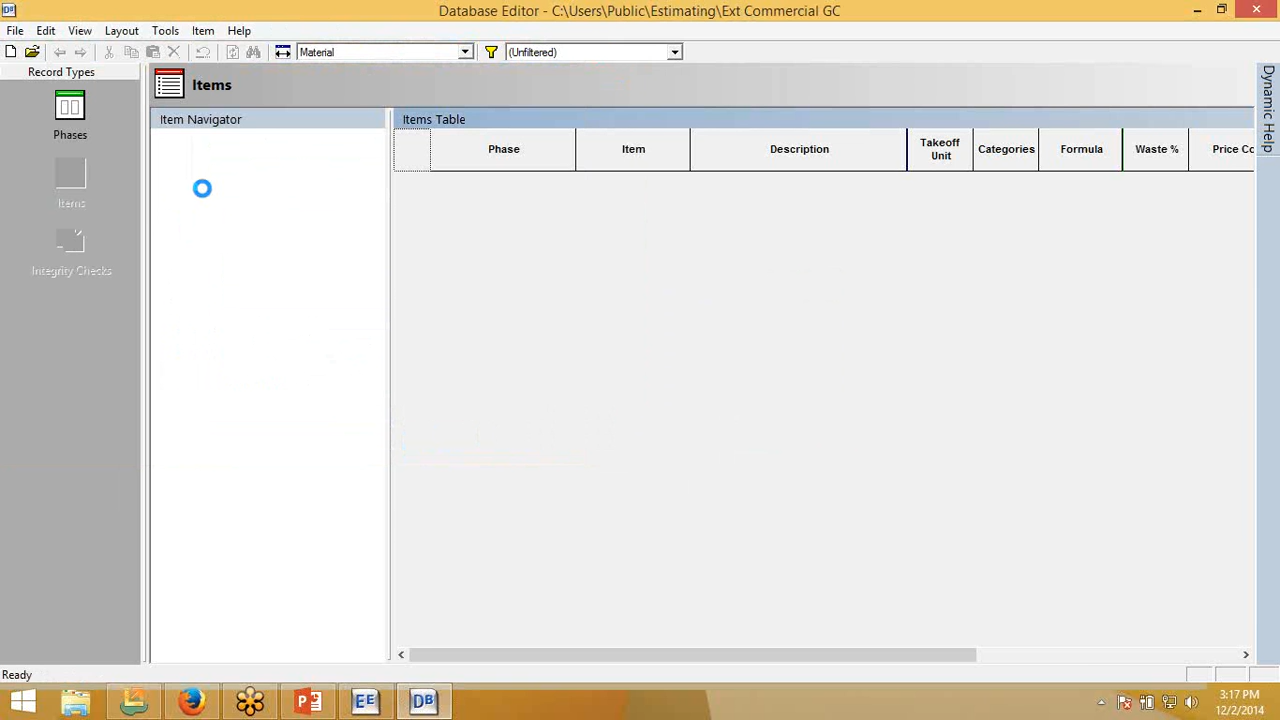 Database Editor - C:\Users\Public\Estimating\Ext Commercial GC
File Edit View Layout Tools Item Help
Material
(Unfiltered)
Record Types
Phases
Items
Integrity Checks
Items
Item Navigator
Items Table
Phase Item Description Takeoff Unit Categories Formula Waste % Price Co
Dynamic Help
Ready
EE
DB
3:17 PM
12/2/2014